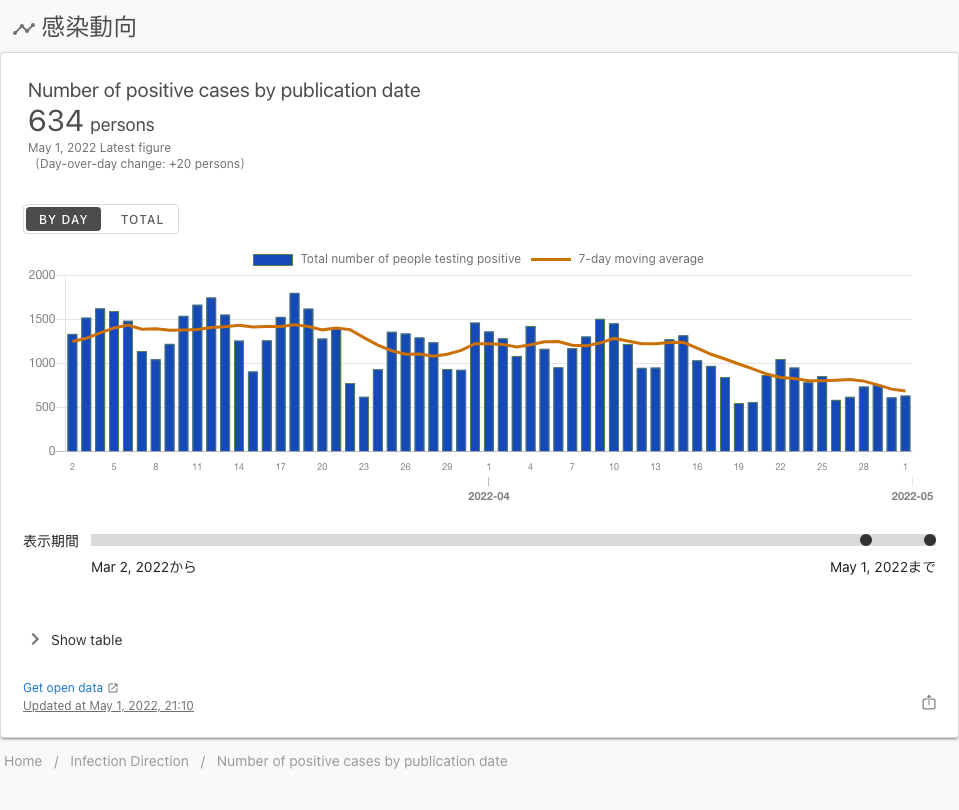 感染動向
Number of positive cases by publication date
634 persons
May 1, 2022 Latest figure
（Day-over-day change: +20 persons）
BY DAY TOTAL
Total number of people testing positive 7-day moving average
2000
1500
1000
500
0
2 5 8 11 14 17 20 23 26 29 1 4 7 10 13 16 19 22 25 28 1
2022-04 2022-05
表示期間
Mar 2, 2022から May 1, 2022まで
Show table
Get open data
Updated at May 1, 2022, 21:10
Home / Infection Direction / Number of positive cases by publication date